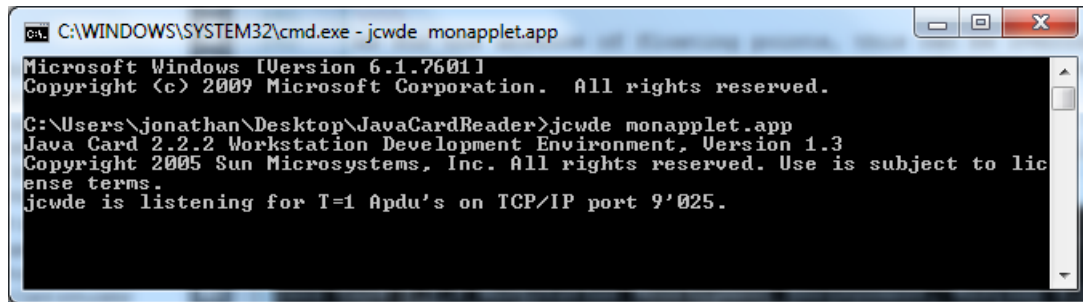 C:\WINDOWS\SYSTEM32\cmd.exe - jcwde  monapplet.app
Microsoft Windows [Version 6.1.7601]
Copyright (c) 2009 Microsoft Corporation.  All rights reserved.
C:\Users\jonathan\Desktop\JavaCardReader>jcwde monapplet.app
Java Card 2.2.2 Workstation Development Environment, Version 1.3
Copyright 2005 Sun Microsystems, Inc. All rights reserved. Use is subject to lic
ense terms.
jcwde is listening for T=1 Apdu's on TCP/IP port 9'025.